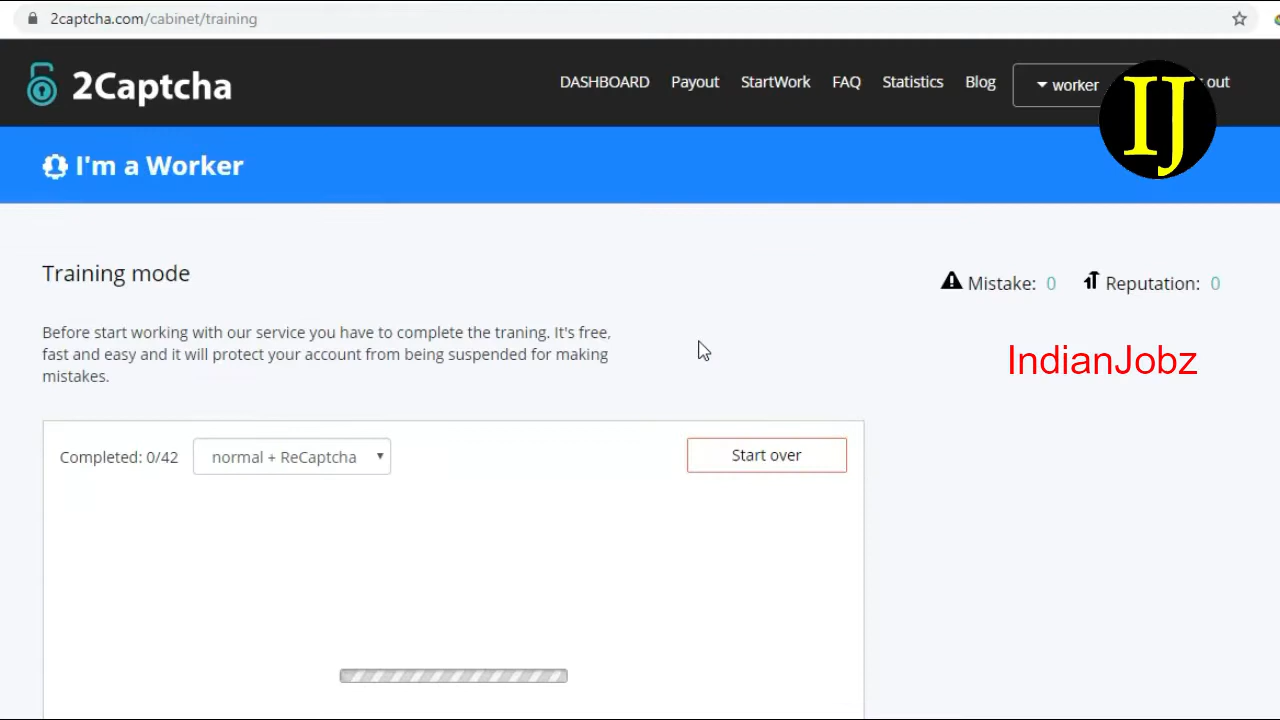 2captcha.com/cabinet/training
2Captcha
DASHBOARD Payout StartWork FAQ Statistics Blog worker out
IJ
I'm a Worker
Training mode
Mistake: 0 Reputation: 0
Before start working with our service you have to complete the traning. It's free,
fast and easy and it will protect your account from being suspended for making
mistakes.
IndianJobz
Completed: 0/42 normal + ReCaptcha Start over